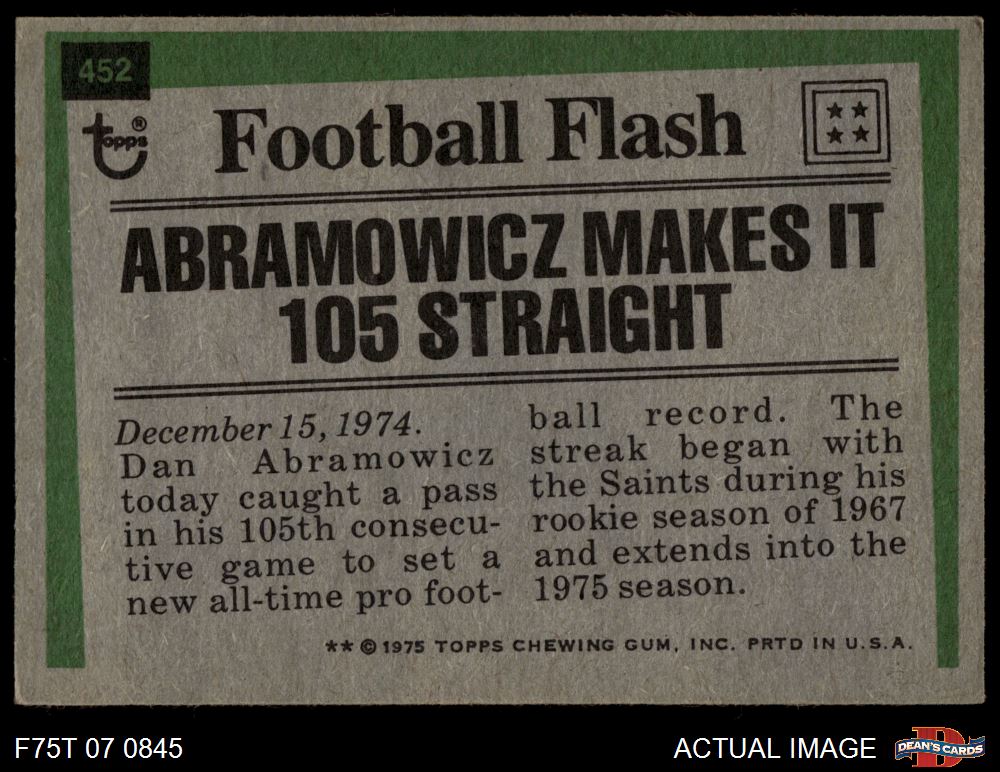 452
Topps®
Football Flash
ABRAMOWICZ MAKES IT
105 STRAIGHT
December 15, 1974.
Dan Abramowicz
today caught a pass
in his 105th consecu-
tive game to set a
new all-time pro foot-
ball record. The
streak began with
the Saints during his
rookie season of 1967
and extends into the
1975 season.
** © 1975 TOPPS CHEWING GUM, INC. PRTD IN U.S.A.
F75T 07 0845
ACTUAL IMAGE
D
DEAN'S CARDS